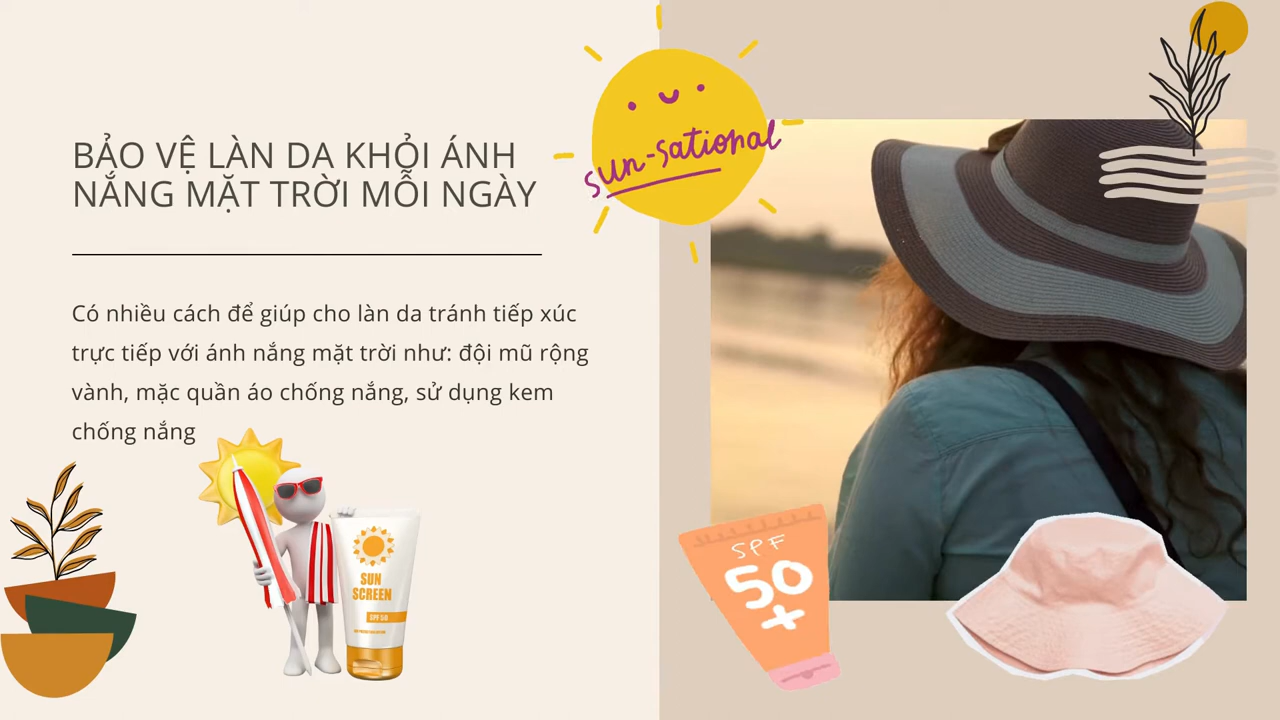 BẢO VỆ LÀN DA KHỎI ÁNH
NẮNG MẶT TRỜI MỖI NGÀY
Có nhiều cách để giúp cho làn da tránh tiếp xúc
trực tiếp với ánh nắng mặt trời như: đội mũ rộng
vành, mặc quần áo chống nắng, sử dụng kem
chống nắng
SUN
SCREEN
SPF 50
sun-sational
SPF
50
+